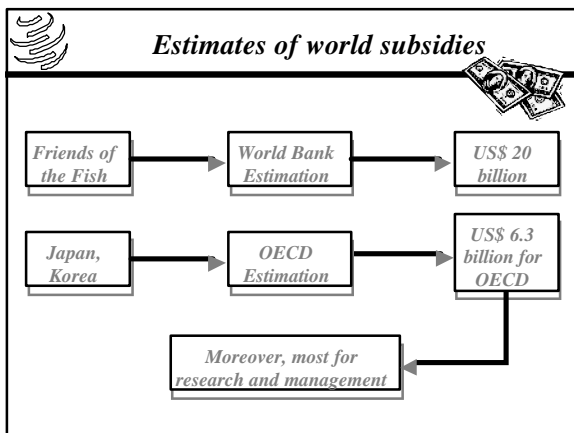 Estimates of world subsidies
Friends of
the Fish
World Bank
Estimation
US$ 20
billion
Japan,
Korea
OECD
Estimation
US$ 6.3
billion for
OECD
Moreover, most for
research and management